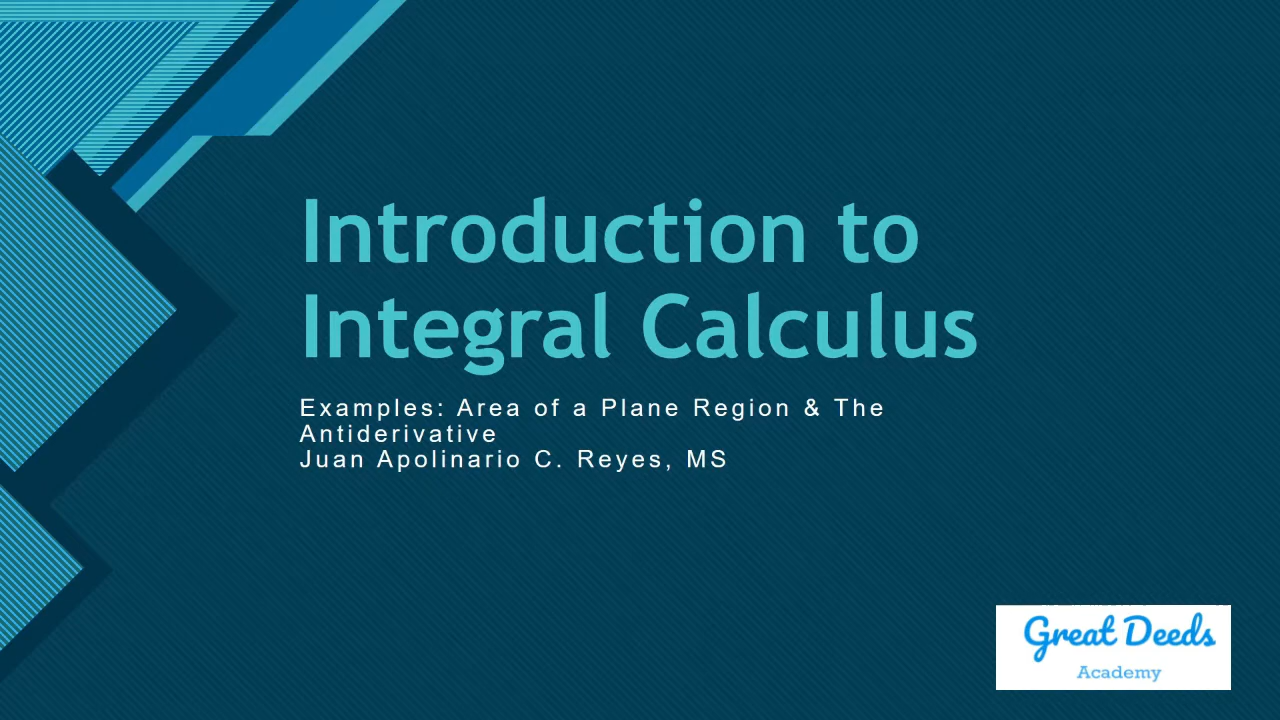 Introduction to
Integral Calculus
Examples: Area of a Plane Region & The
Antiderivative
Juan Apolinario C. Reyes, MS
Great Deeds
Academy